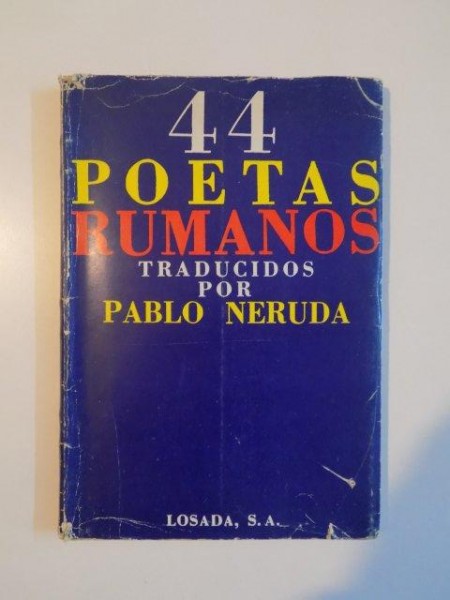 44
POETAS
RUMANOS
TRADUCIDOS
POR
PABLO NERUDA
LOSADA, S.A.